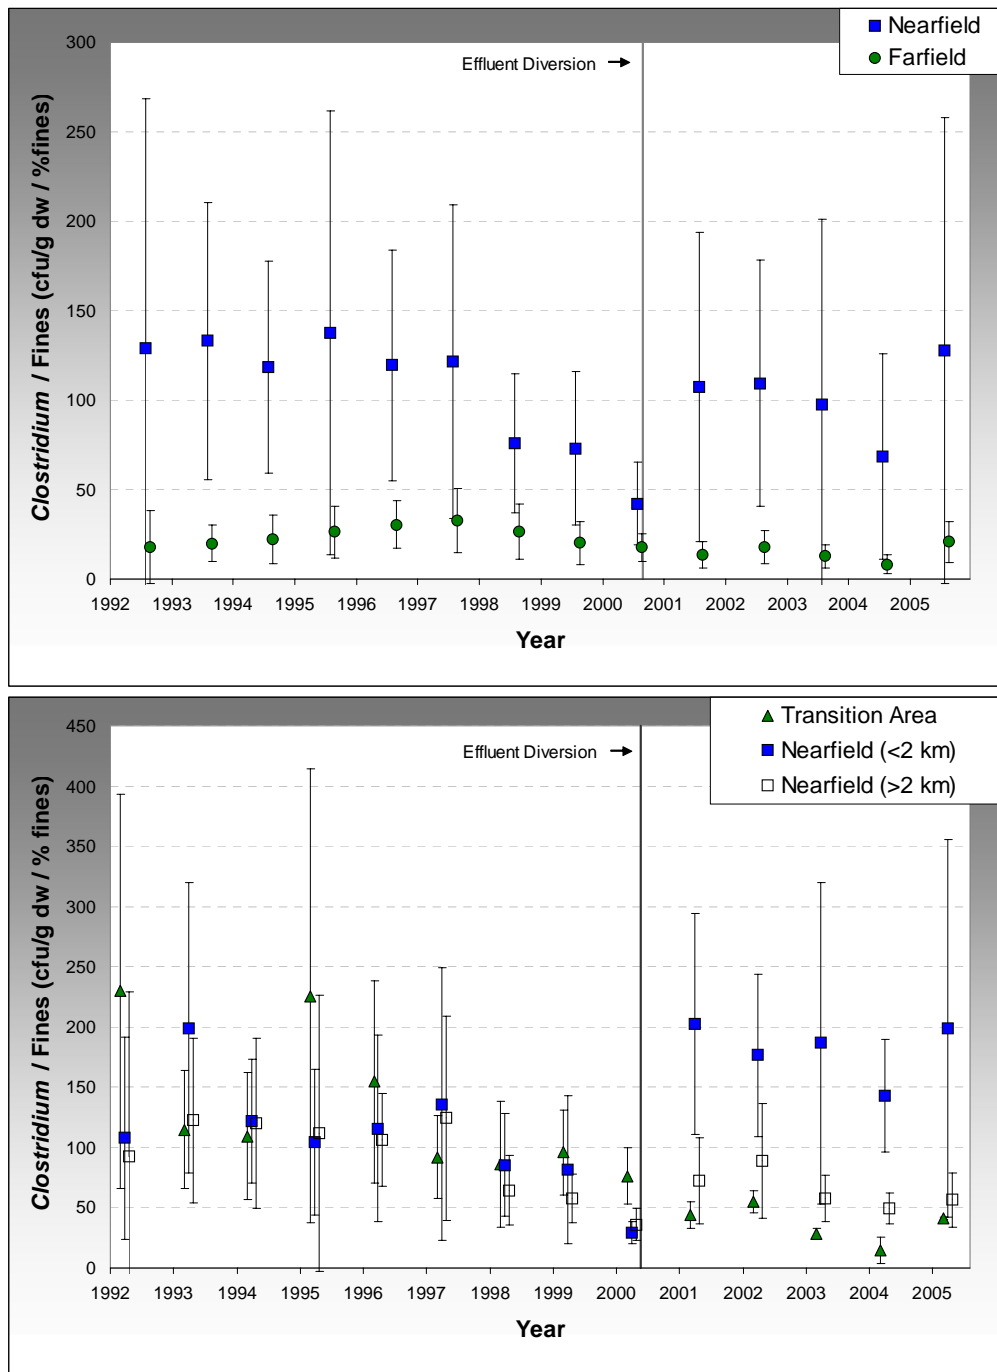 Nearfield
Farfield
Effluent Diversion
300
250
200
150
100
50
0
Clostridium / Fines (cfu/g dw / %fines)
1992 1993 1994 1995 1996 1997 1998 1999 2000 2001 2002 2003 2004 2005
Year
Transition Area
Nearfield (<2 km)
Nearfield (>2 km)
Effluent Diversion
450
400
350
300
250
200
150
100
50
0
Clostridium / Fines (cfu/g dw / % fines)
1992 1993 1994 1995 1996 1997 1998 1999 2000 2001 2002 2003 2004 2005
Year